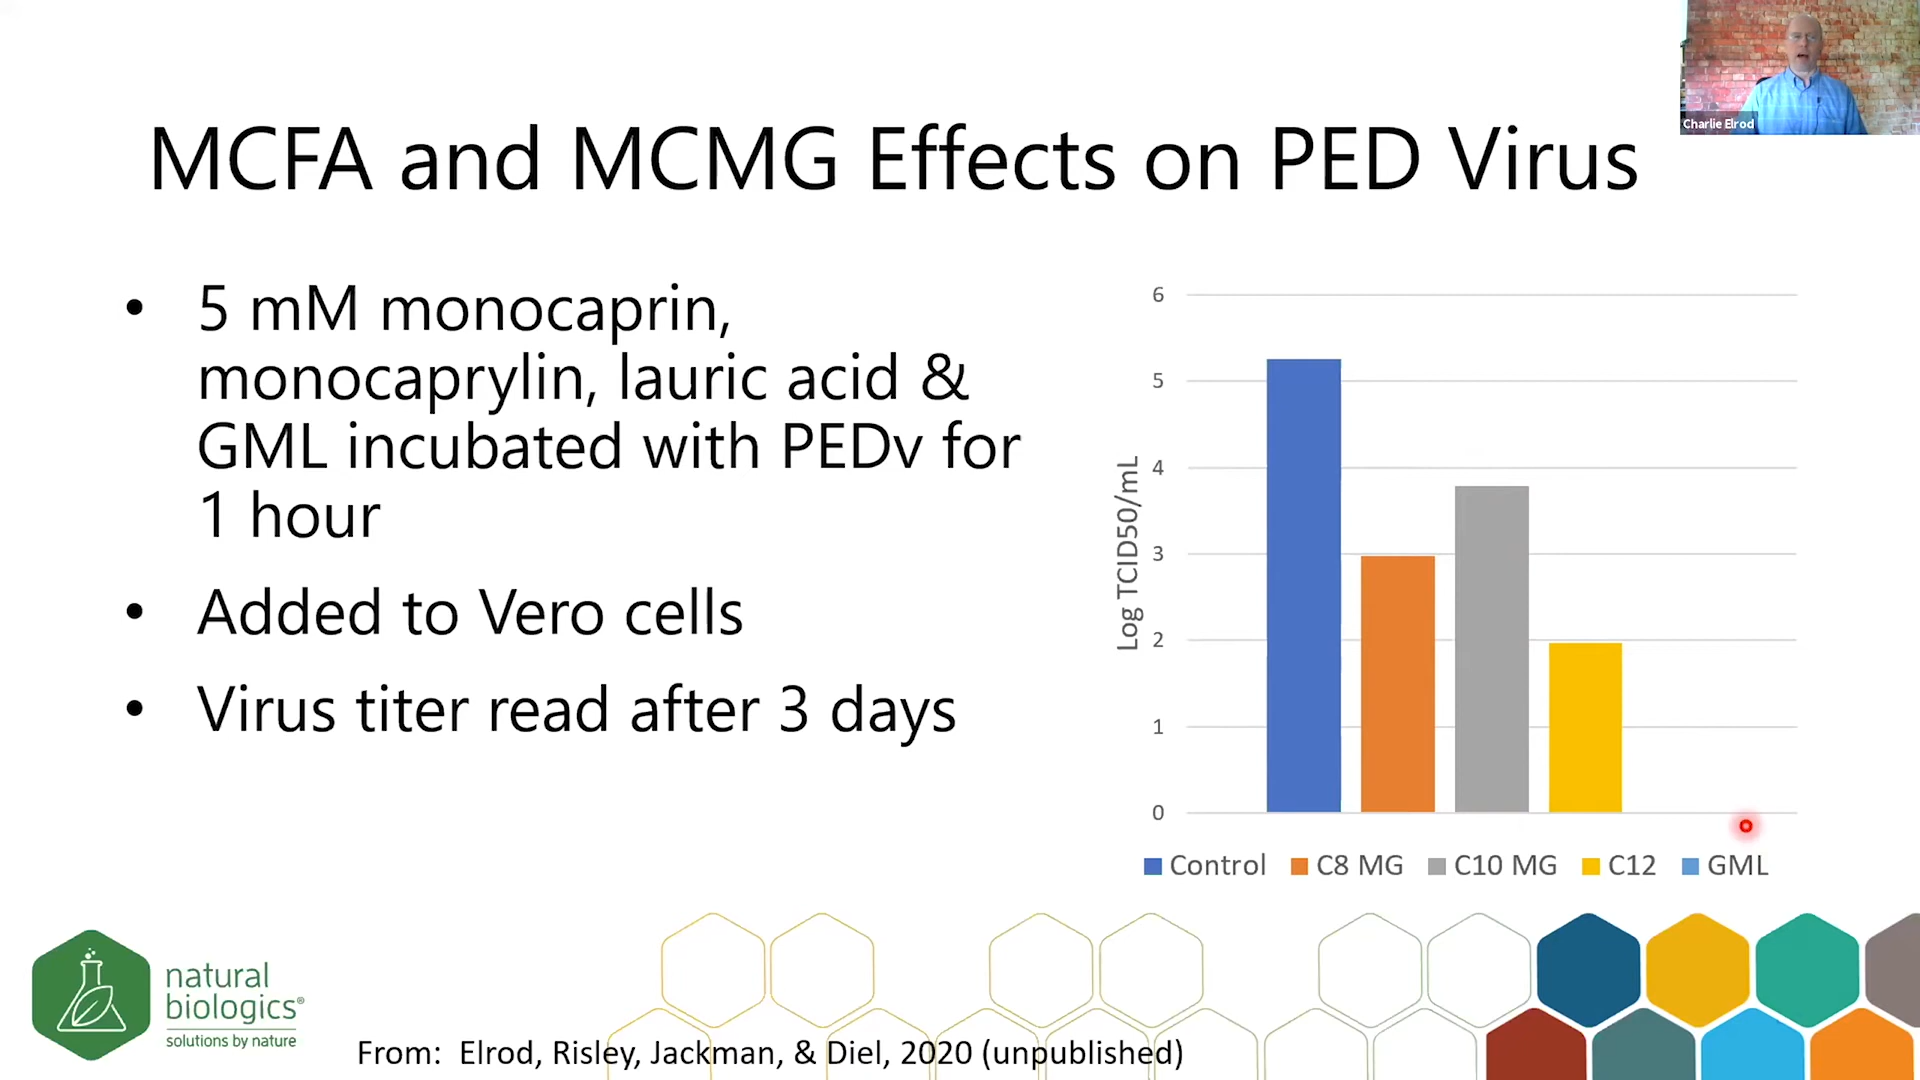 Charlie Elrod
MCFA and MCMG Effects on PED Virus
• 5 mM monocaprin,
monocaprylin, lauric acid &
GML incubated with PEDv for
1 hour
• Added to Vero cells
• Virus titer read after 3 days
Log TCID50/mL
6
5
4
3
2
1
0
Control C8 MG C10 MG C12 GML
natural
biologics®
solutions by nature
From: Elrod, Risley, Jackman, & Diel, 2020 (unpublished)